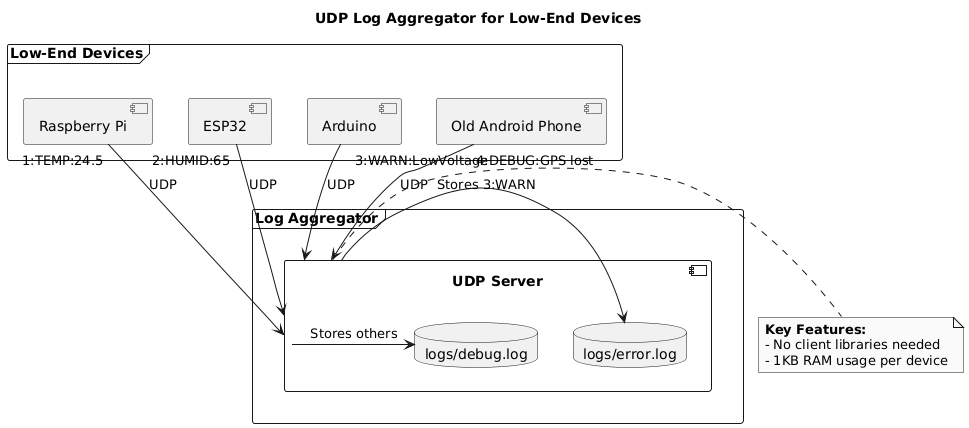 UDP Log Aggregator for Low-End Devices
Low-End Devices
Raspberry Pi
ESP32
Arduino
Old Android Phone
1:TEMP:24.5
2:HUMID:65
3:WARN:LowVoltage
4:DEBUG:GPS lost
UDP
UDP
UDP
UDP
Stores 3:WARN
Log Aggregator
UDP Server
Stores others
logs/debug.log
logs/error.log
Key Features:
- No client libraries needed
- 1KB RAM usage per device